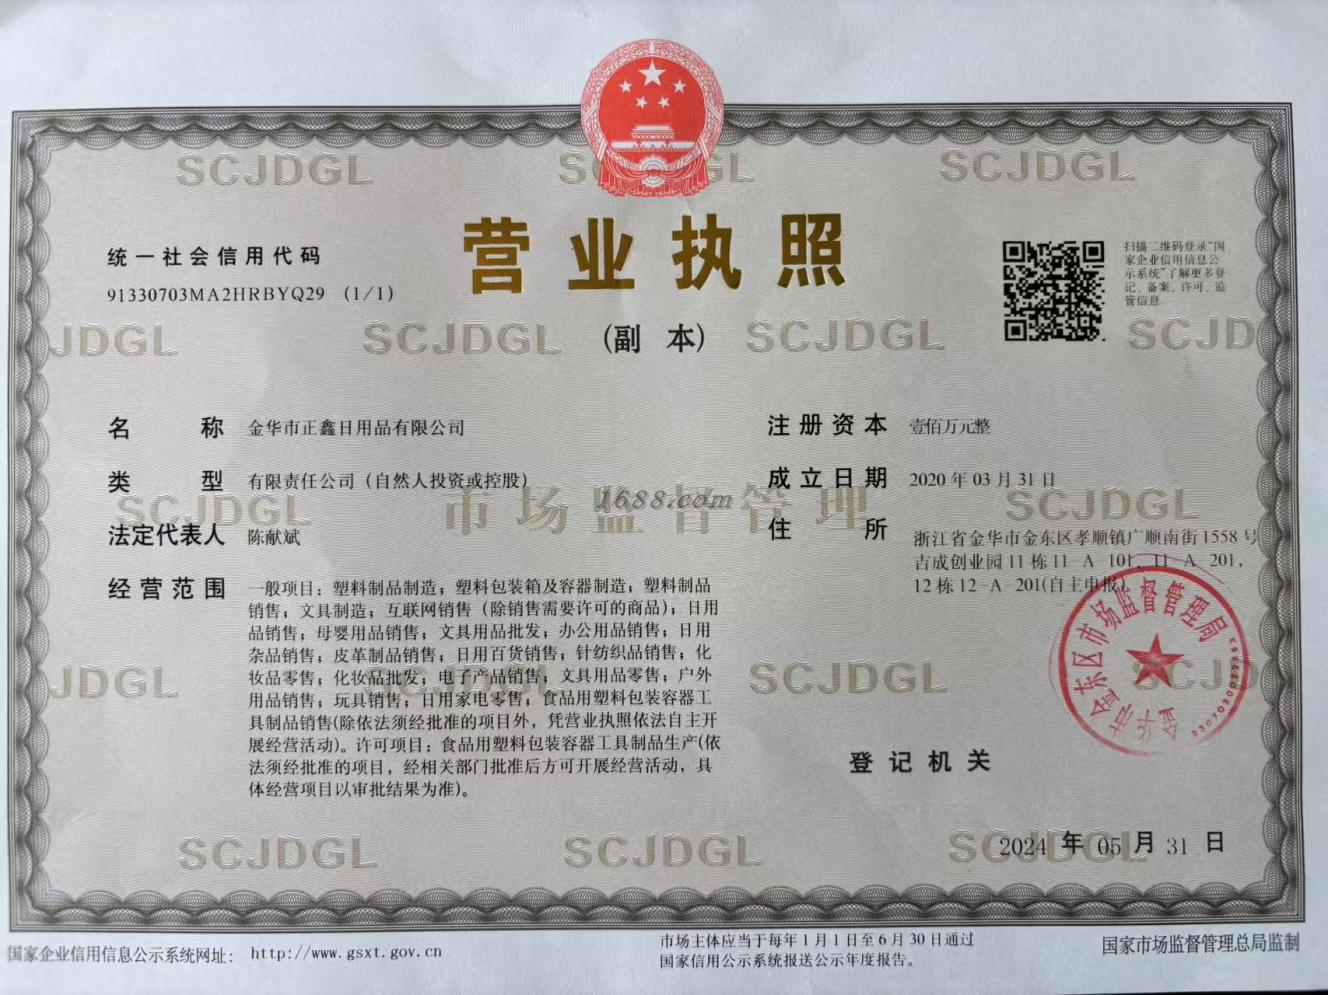 SCJDGL
SCJDGL
SCJDGL
营业执照
(副 本)
统一社会信用代码
91330703MA2HRBYQ29 (1/1)
扫描二维码登录“国
家企业信用信息公
示系统”了解更多登
记、备案、许可、监
管信息
JDGL
SCJDGL
SCJDGL
SCJD
名 称 金华市正鑫日用品有限公司
类 型 有限责任公司（自然人投资或控股）
法定代表人 陈献斌
经营范围 一般项目：塑料制品制造；塑料包装箱及容器制造；塑料制品
销售；文具制造；互联网销售（除销售需要许可的商品）；日用
品销售；母婴用品销售；文具用品批发；办公用品销售；日用
杂品销售；皮革制品销售；日用百货销售；针纺织品销售；化
妆品零售；化妆品批发；电子产品销售；文具用品零售；户外
用品销售；玩具销售；日用家电零售；食品用塑料包装容器工
具制品销售(除依法须经批准的项目外，凭营业执照依法自主开
展经营活动)。许可项目：食品用塑料包装容器工具制品生产(依
法须经批准的项目，经相关部门批准后方可开展经营活动，具
体经营项目以审批结果为准)。
注册资本 壹佰万元整
成立日期 2020 年 03 月 31 日
住 所 浙江省金华市金东区孝顺镇广顺南街 1558 号
吉成创业园 11 栋 11－A－101、11－A－201，
12 栋 12－A－201(自主申报)
SCJDGL
市场监督管理
1688.com
SCJDGL
JDGL
SCJDGL
SCJDGL
金华市金东区市场监督管理局
登记机关
2024 年 05 月 31 日
SCJDGL
SCJDGL
SCJDGL
国家企业信用信息公示系统网址： http://www.gsxt.gov.cn
市场主体应当于每年 1 月 1 日至 6 月 30 日通过
国家信用公示系统报送公示年度报告。
国家市场监督管理总局监制